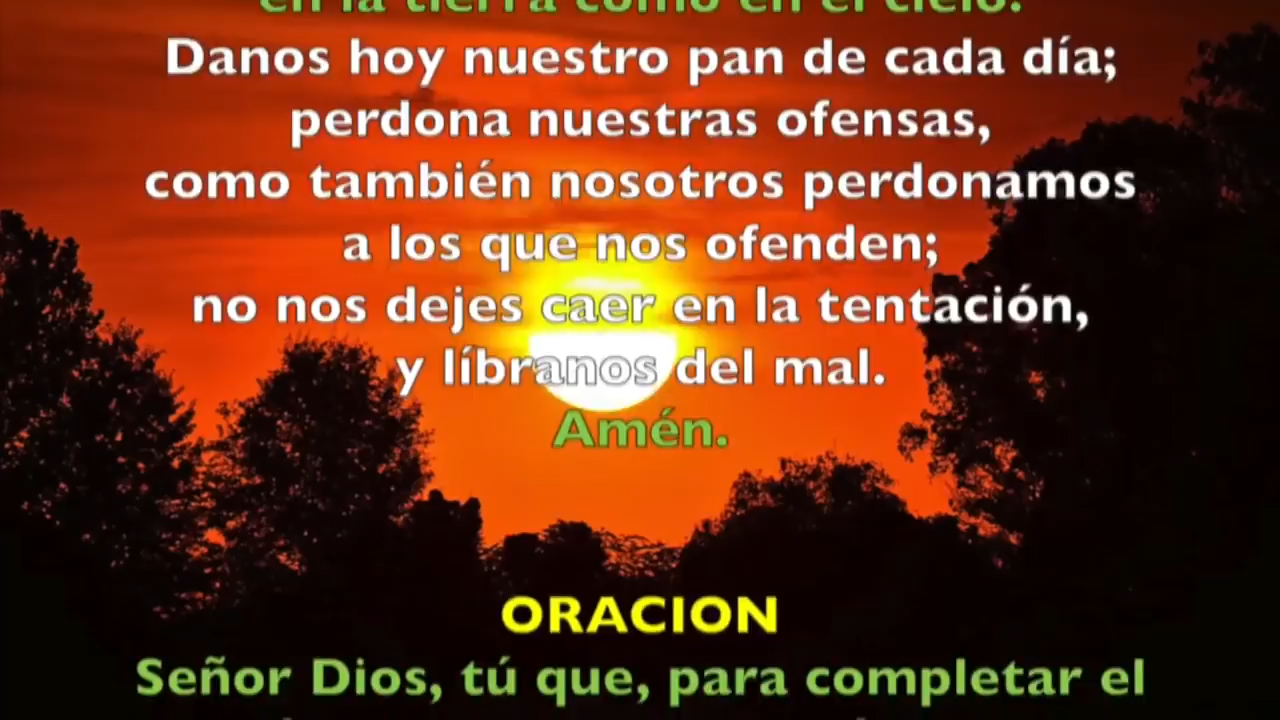 en la tierra como en el cielo.
Danos hoy nuestro pan de cada día;
perdona nuestras ofensas,
como también nosotros perdonamos
a los que nos ofenden;
no nos dejes caer en la tentación,
y líbranos del mal.
Amén.
ORACION
Señor Dios, tú que, para completar el